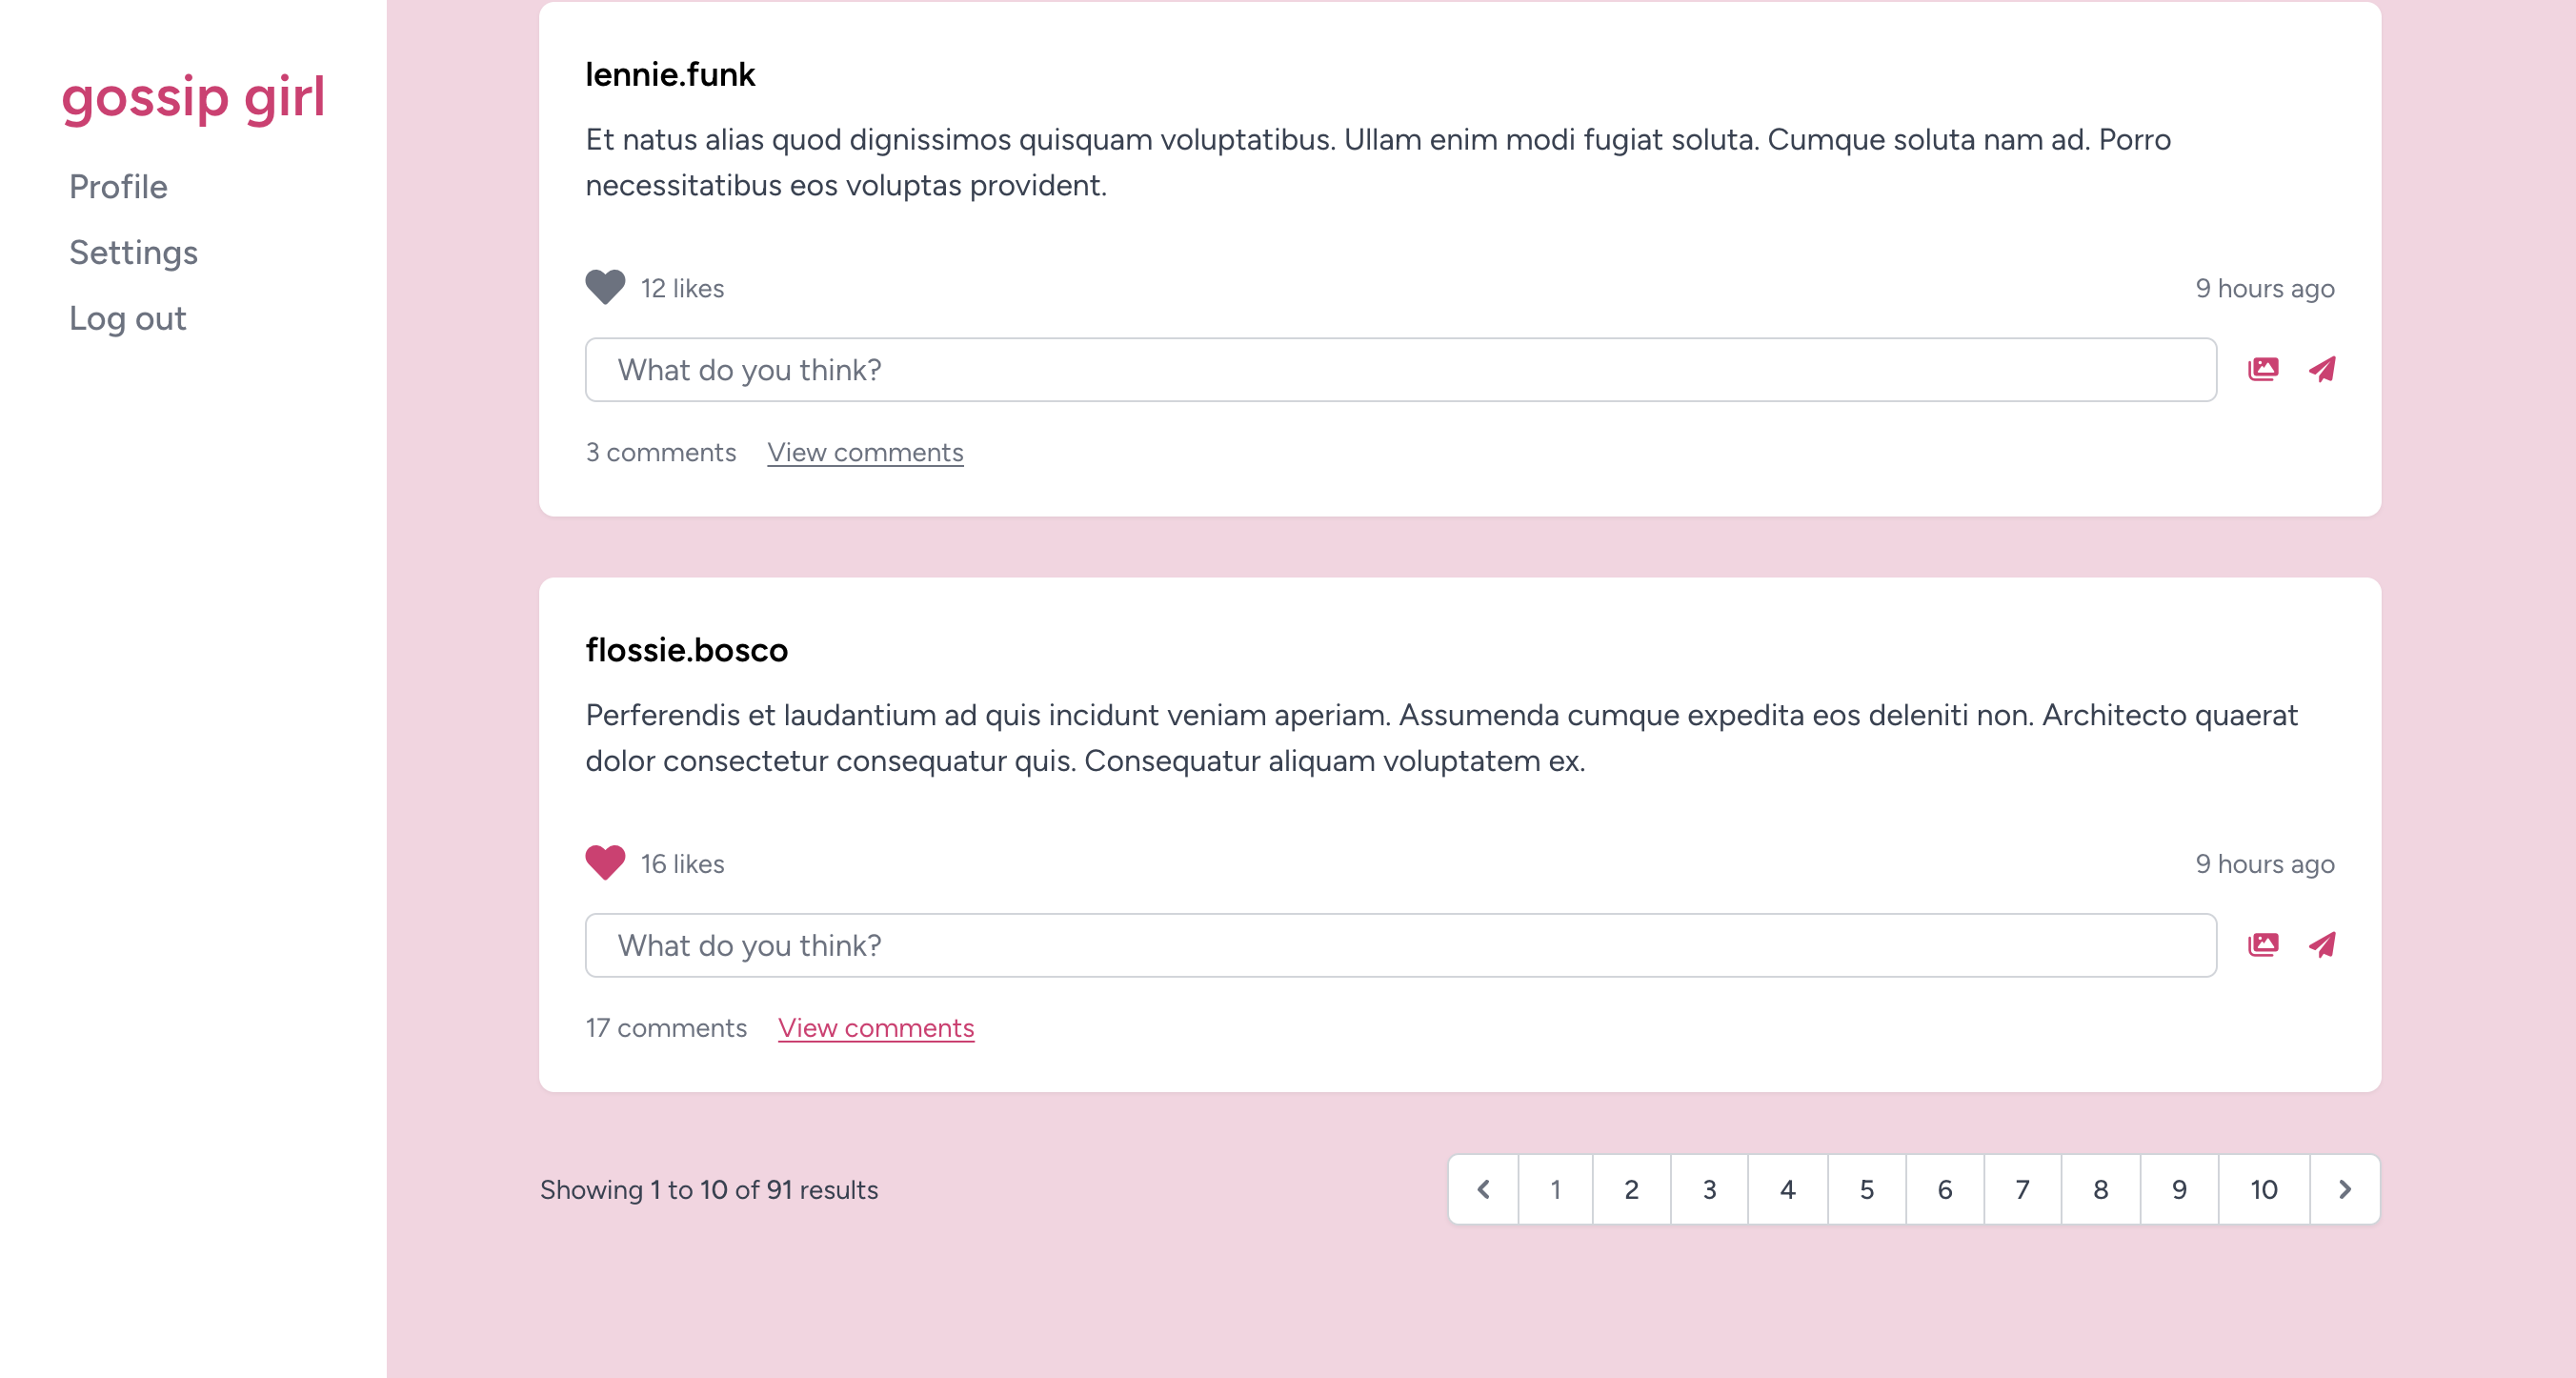 gossip girl
Profile
Settings
Log out
lennie.funk
Et natus alias quod dignissimos quisquam voluptatibus. Ullam enim modi fugiat soluta. Cumque soluta nam ad. Porro
necessitatibus eos voluptas provident.
12 likes
9 hours ago
What do you think?
3 comments View comments
flossie.bosco
Perferendis et laudantium ad quis incidunt veniam aperiam. Assumenda cumque expedita eos deleniti non. Architecto quaerat
dolor consectetur consequatur quis. Consequatur aliquam voluptatem ex.
16 likes
9 hours ago
What do you think?
17 comments View comments
Showing 1 to 10 of 91 results
1 2 3 4 5 6 7 8 9 10